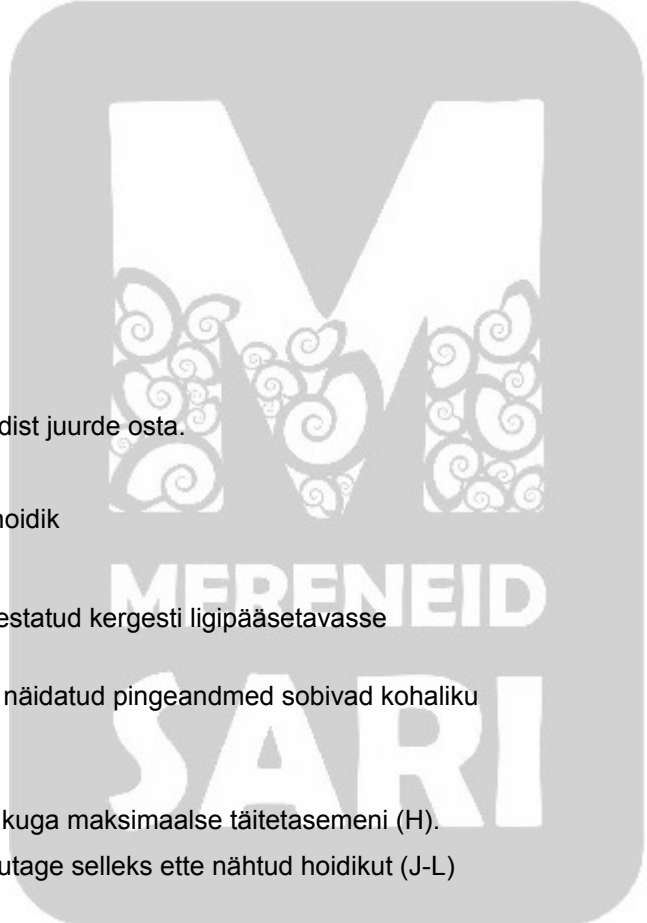 dist juurde osta.
noidik
estatud kergesti ligipääsetavasse
näidatud pingeandmed sobivad kohaliku
kuga maksimaalse täitetasemeni (H).
utage selleks ette nähtud hoidikut (J-L)
M
MERENEID
SARI